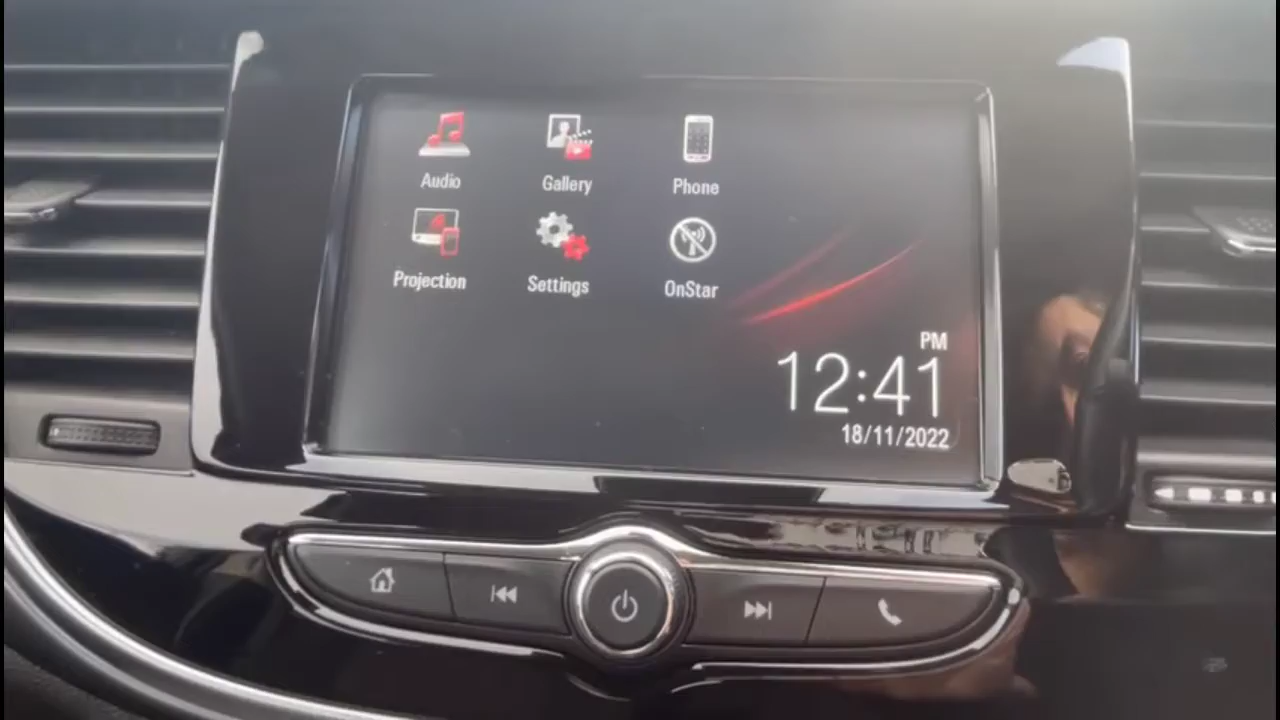 Audio
Gallery
Phone
Projection
Settings
OnStar
PM
12:41
18/11/2022